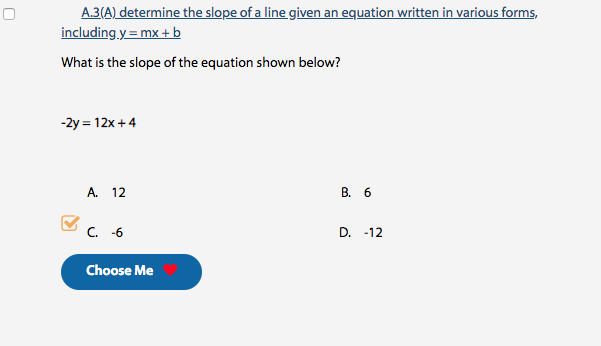 A.3(A) determine the slope of a line given an equation written in various forms,
including y = mx + b
What is the slope of the equation shown below?
-2y = 12x + 4
A. 12 B. 6
C. -6 D. -12
Choose Me